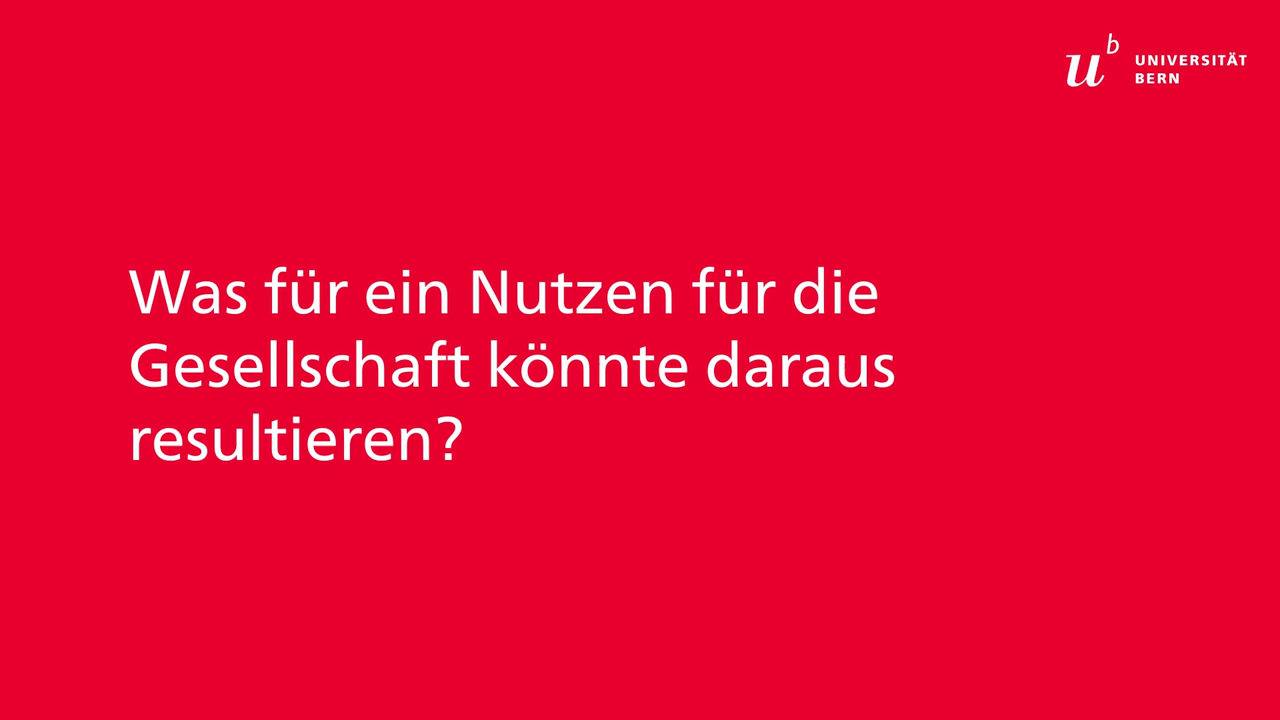 u b UNIVERSITÄT
BERN
Was für ein Nutzen für die
Gesellschaft könnte daraus
resultieren?